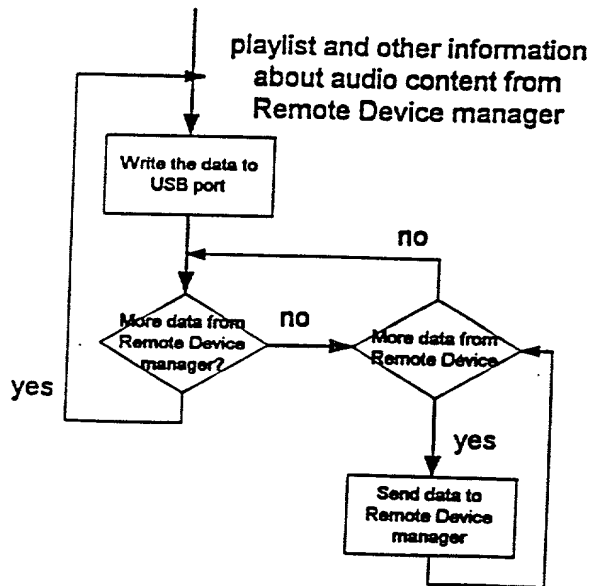 playlist and other information
about audio content from
Remote Device manager
Write the data to
USB port
no
More data from
Remote Device
manager?
no
More data from
Remote Device
yes
yes
Send data to
Remote Device
manager